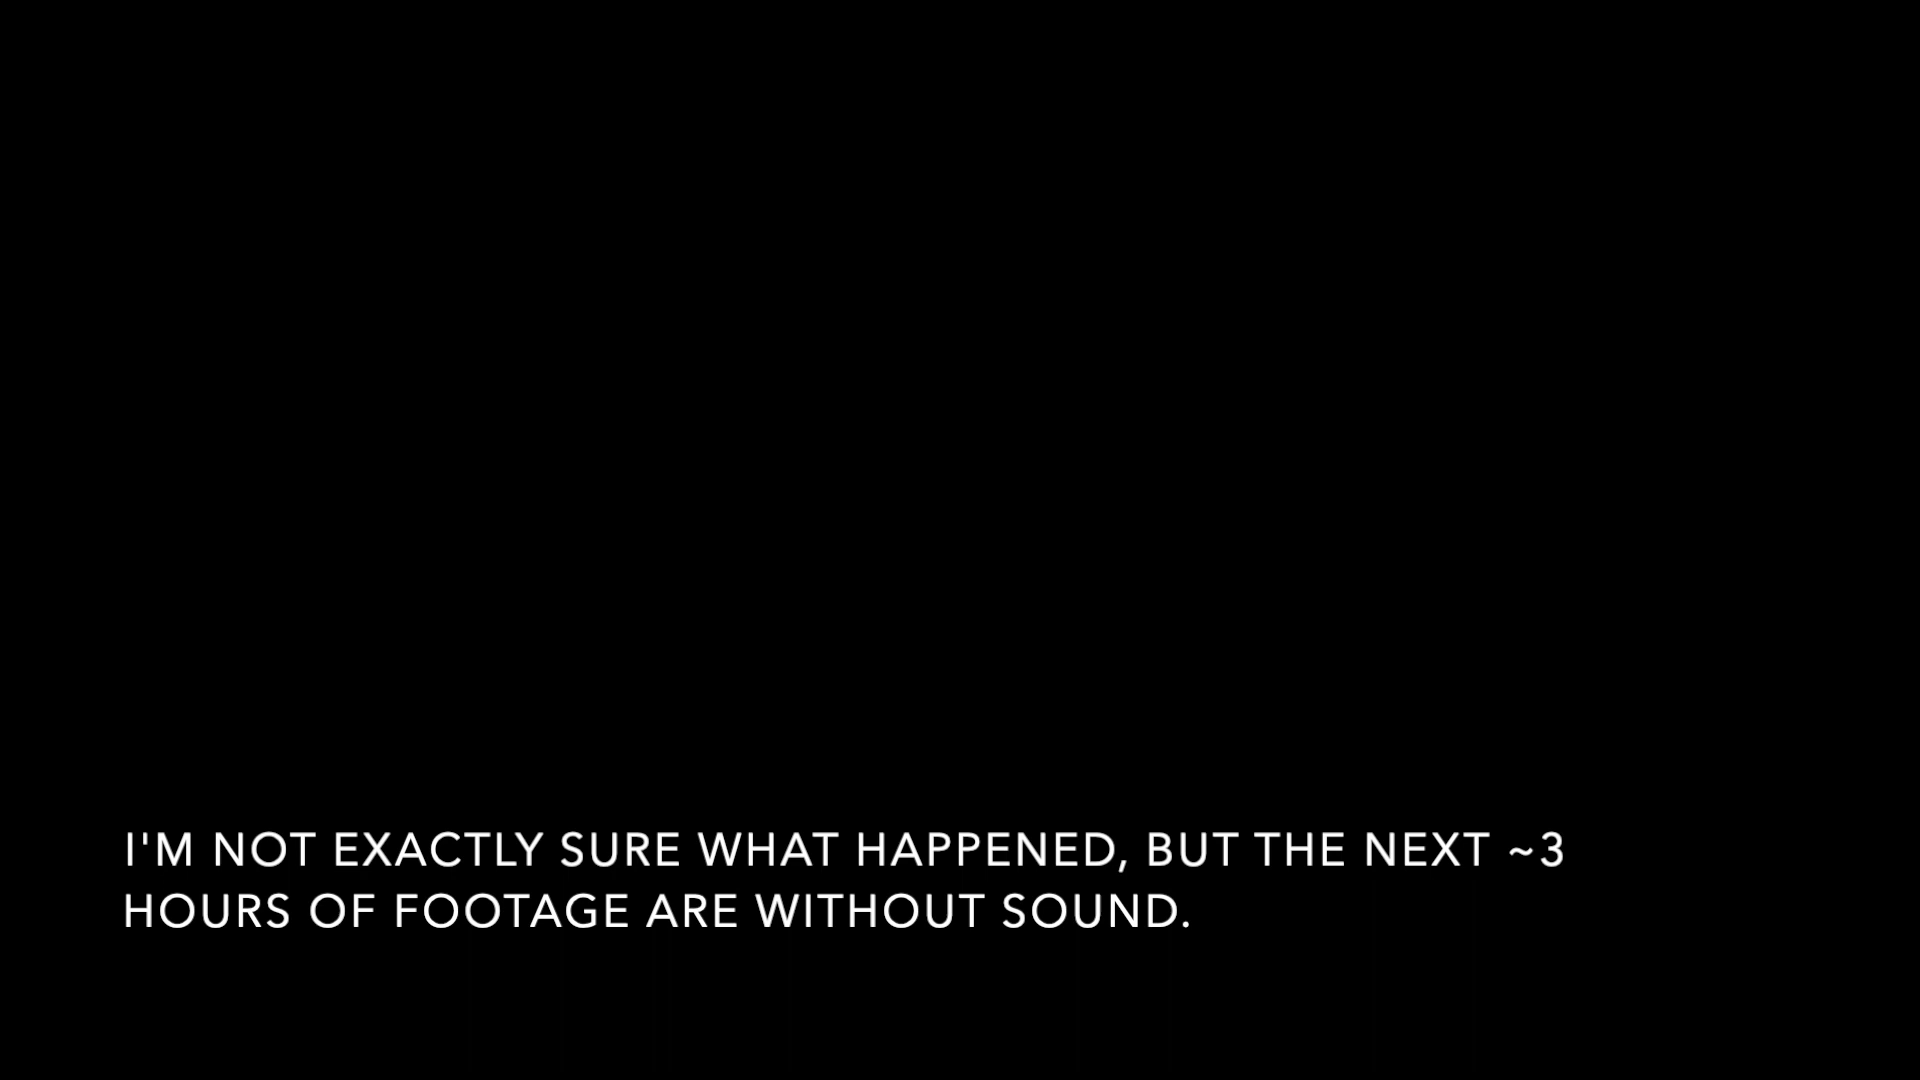 I'M NOT EXACTLY SURE WHAT HAPPENED, BUT THE NEXT ~3
HOURS OF FOOTAGE ARE WITHOUT SOUND.